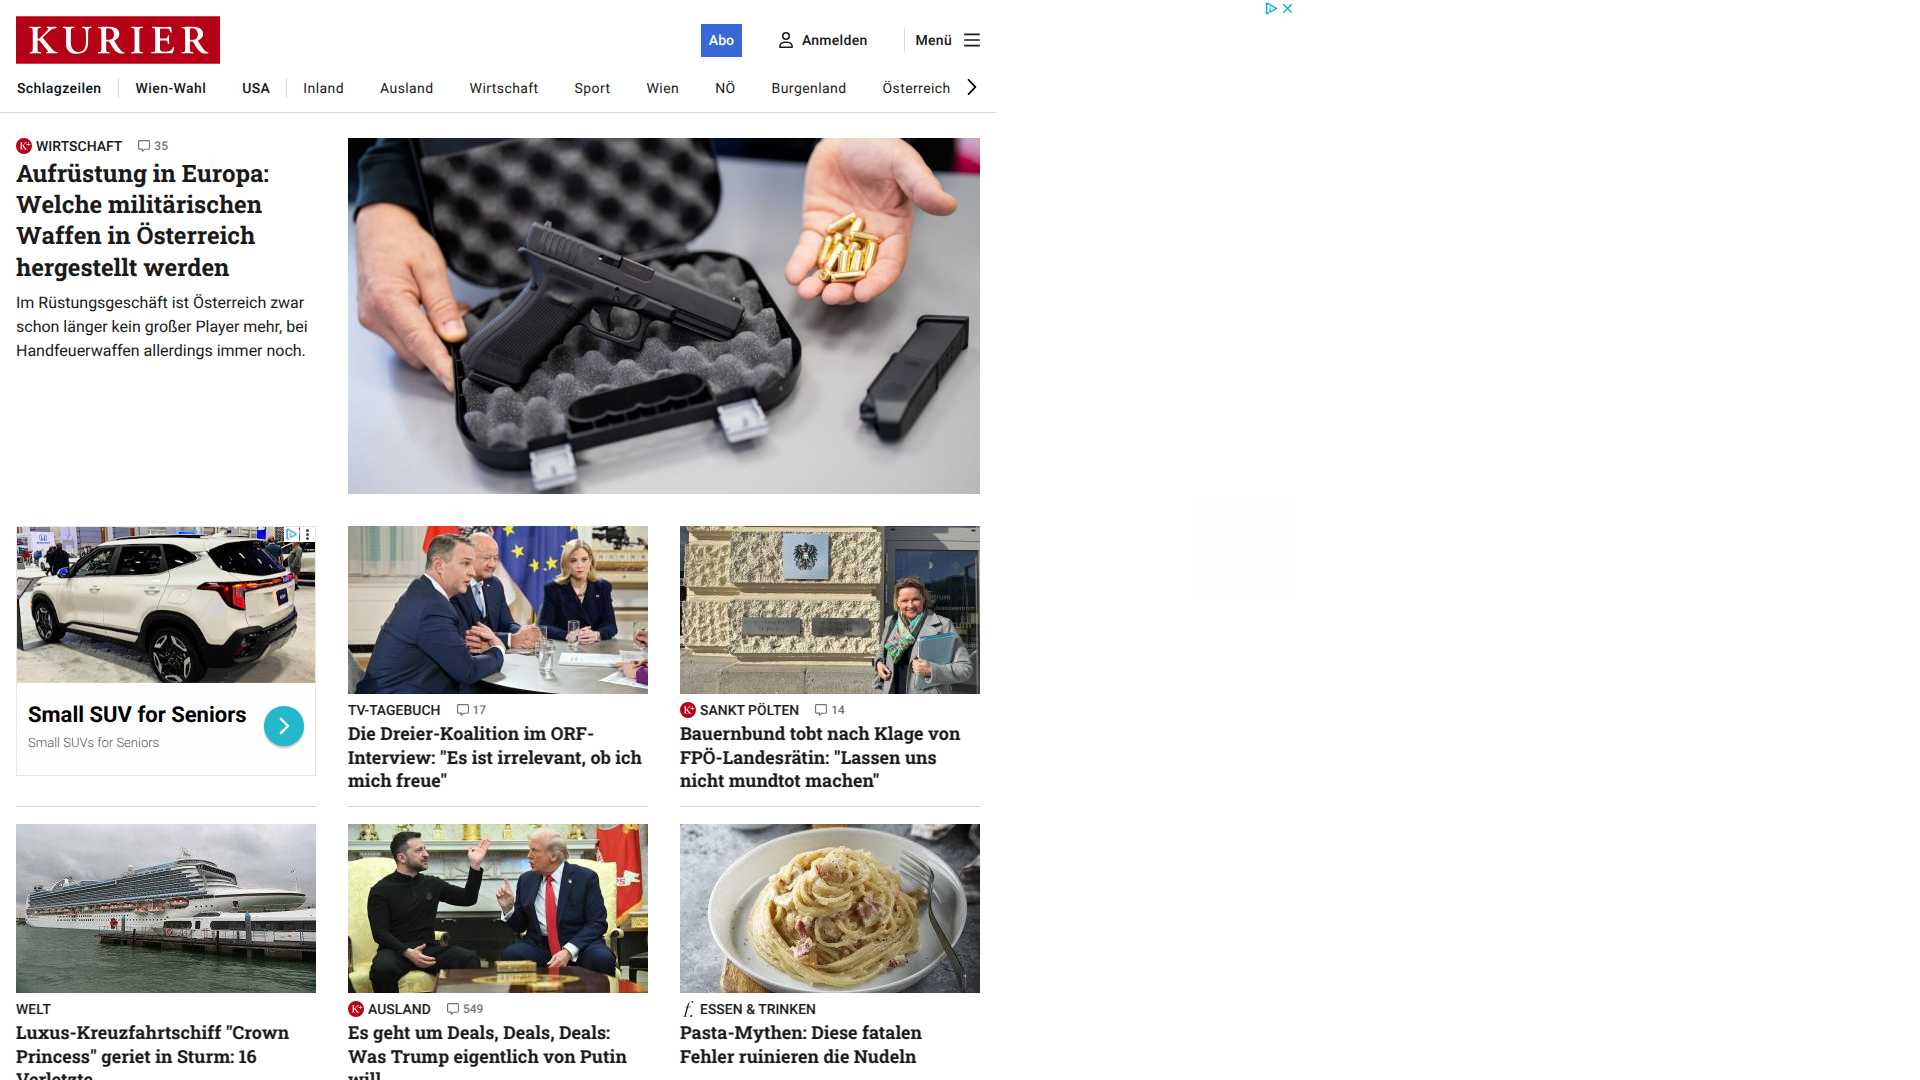 KURIER
Abo
Anmelden
Menü
Schlagzeilen
Wien-Wahl
USA
Inland
Ausland
Wirtschaft
Sport
Wien
NÖ
Burgenland
Österreich
K+ WIRTSCHAFT 35
Aufrüstung in Europa:
Welche militärischen
Waffen in Österreich
hergestellt werden
Im Rüstungsgeschäft ist Österreich zwar
schon länger kein großer Player mehr, bei
Handfeuerwaffen allerdings immer noch.
Small SUV for Seniors
Small SUVs for Seniors
TV-TAGEBUCH 17
Die Dreier-Koalition im ORF-
Interview: "Es ist irrelevant, ob ich
mich freue"
K+ SANKT PÖLTEN 14
Bauernbund tobt nach Klage von
FPÖ-Landesrätin: "Lassen uns
nicht mundtot machen"
WELT
Luxus-Kreuzfahrtschiff "Crown
Princess" geriet in Sturm: 16
Verletzte
K+ AUSLAND 549
Es geht um Deals, Deals, Deals:
Was Trump eigentlich von Putin
will
f. ESSEN & TRINKEN
Pasta-Mythen: Diese fatalen
Fehler ruinieren die Nudeln